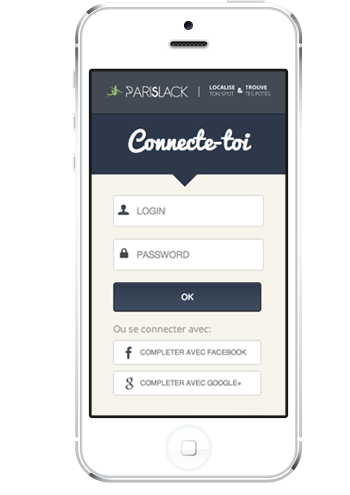 PARISLACK | LOCALISE TON SPOT & TROUVE TES POTES
Connecte-toi
LOGIN
PASSWORD
OK
Ou se connecter avec:
f COMPLETER AVEC FACEBOOK
g COMPLETER AVEC GOOGLE+